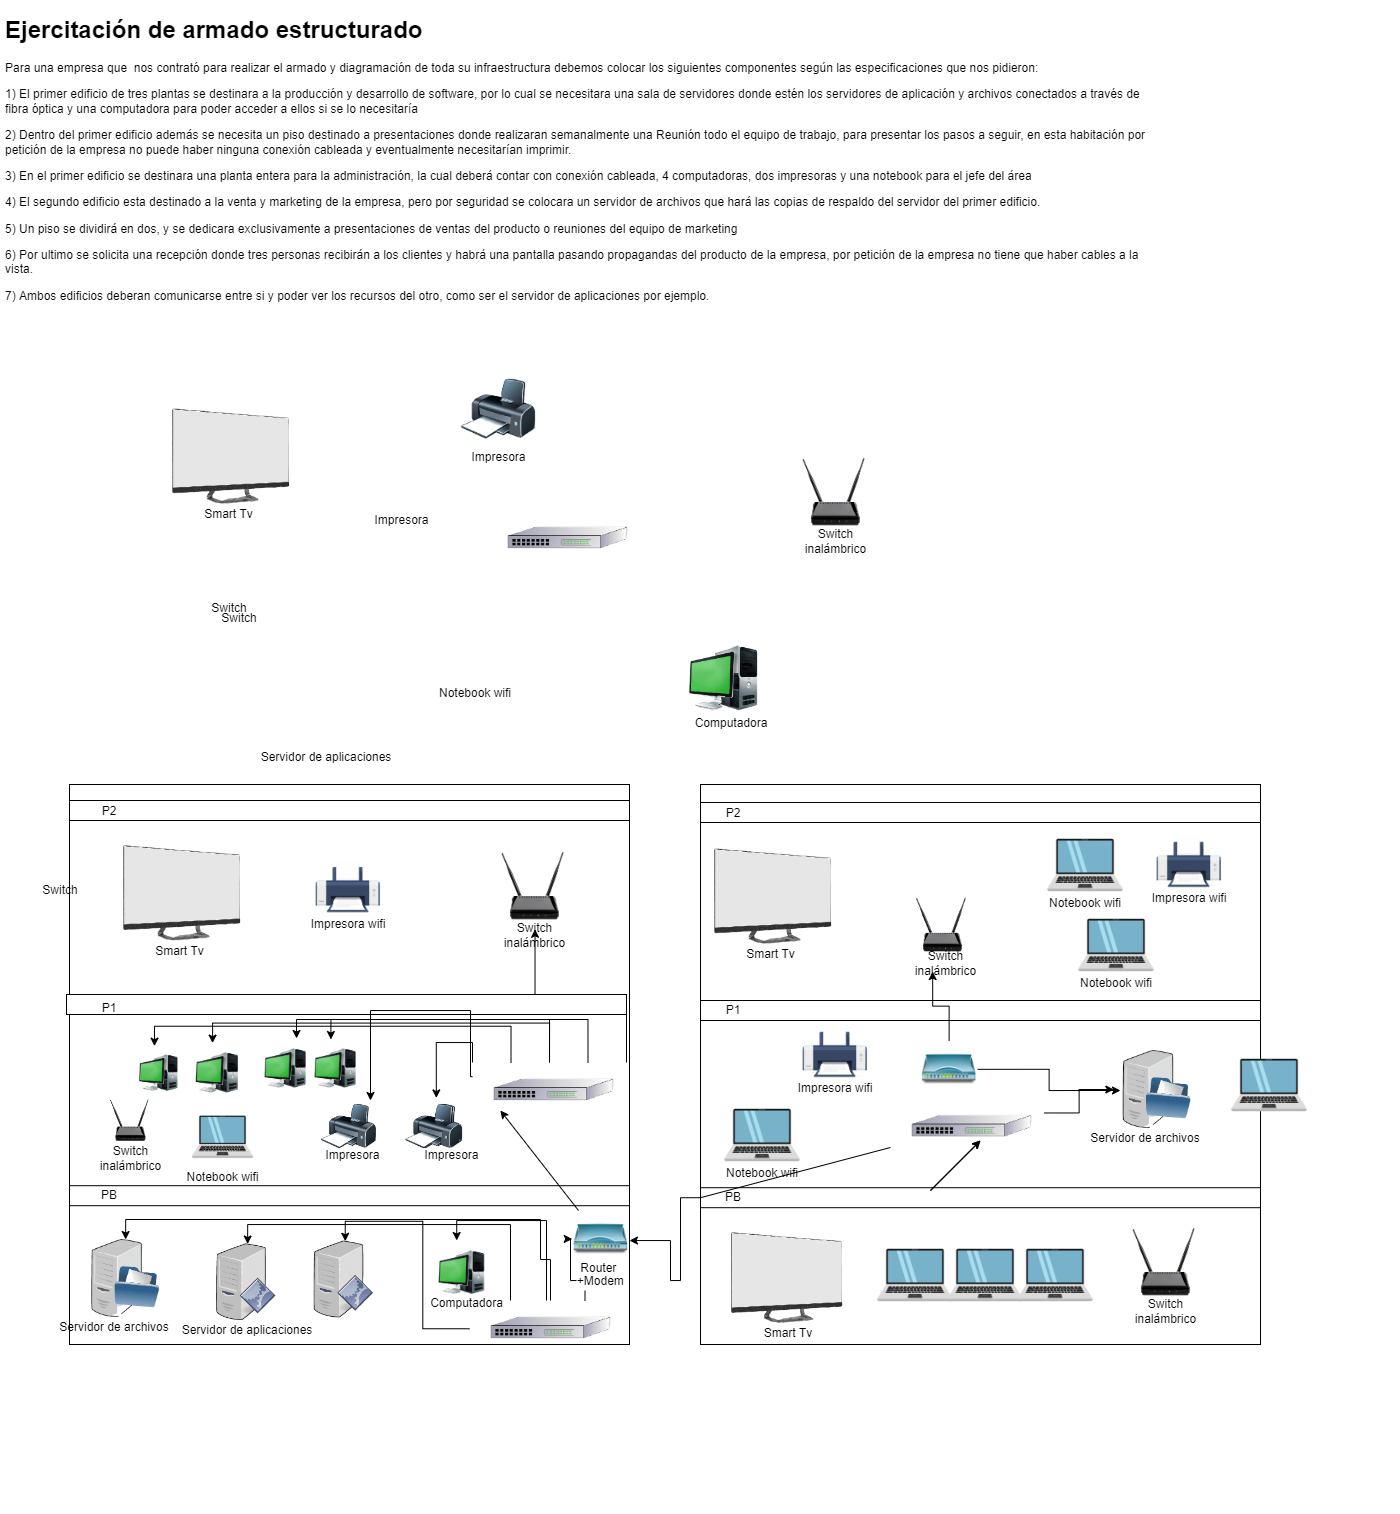 Ejercitación de armado estructurado
Para una empresa que  nos contrató para realizar el armado y diagramación de toda su infraestructura debemos colocar los siguientes componentes según las especificaciones que nos pidieron:
1) El primer edificio de tres plantas se destinara a la producción y desarrollo de software, por lo cual se necesitara una sala de servidores donde estén los servidores de aplicación y archivos conectados a través de
fibra óptica y una computadora para poder acceder a ellos si se lo necesitaría
2) Dentro del primer edificio además se necesita un piso destinado a presentaciones donde realizaran semanalmente una Reunión todo el equipo de trabajo, para presentar los pasos a seguir, en esta habitación por
petición de la empresa no puede haber ninguna conexión cableada y eventualmente necesitarían imprimir.
3) En el primer edificio se destinara una planta entera para la administración, la cual deberá contar con conexión cableada, 4 computadoras, dos impresoras y una notebook para el jefe del área
4) El segundo edificio esta destinado a la venta y marketing de la empresa, pero por seguridad se colocara un servidor de archivos que hará las copias de respaldo del servidor del primer edificio.
5) Un piso se dividirá en dos, y se dedicara exclusivamente a presentaciones de ventas del producto o reuniones del equipo de marketing
6) Por ultimo se solicita una recepción donde tres personas recibirán a los clientes y habrá una pantalla pasando propagandas del producto de la empresa, por petición de la empresa no tiene que haber cables a la
vista.
7) Ambos edificios deberan comunicarse entre si y poder ver los recursos del otro, como ser el servidor de aplicaciones por ejemplo.
Impresora
Smart Tv
Impresora
Switch
inalámbrico
Switch
Switch
Notebook wifi
Computadora
Servidor de aplicaciones
P2
Switch
Smart Tv
Impresora wifi
Switch
inalámbrico
P1
Switch
inalámbrico
Notebook wifi
Impresora
Impresora
PB
Servidor de archivos
Servidor de aplicaciones
Computadora
Router
+Modem
P2
Smart Tv
Switch
inalámbrico
Notebook wifi
Impresora wifi
Notebook wifi
P1
Impresora wifi
Notebook wifi
Servidor de archivos
PB
Smart Tv
Switch
inalámbrico